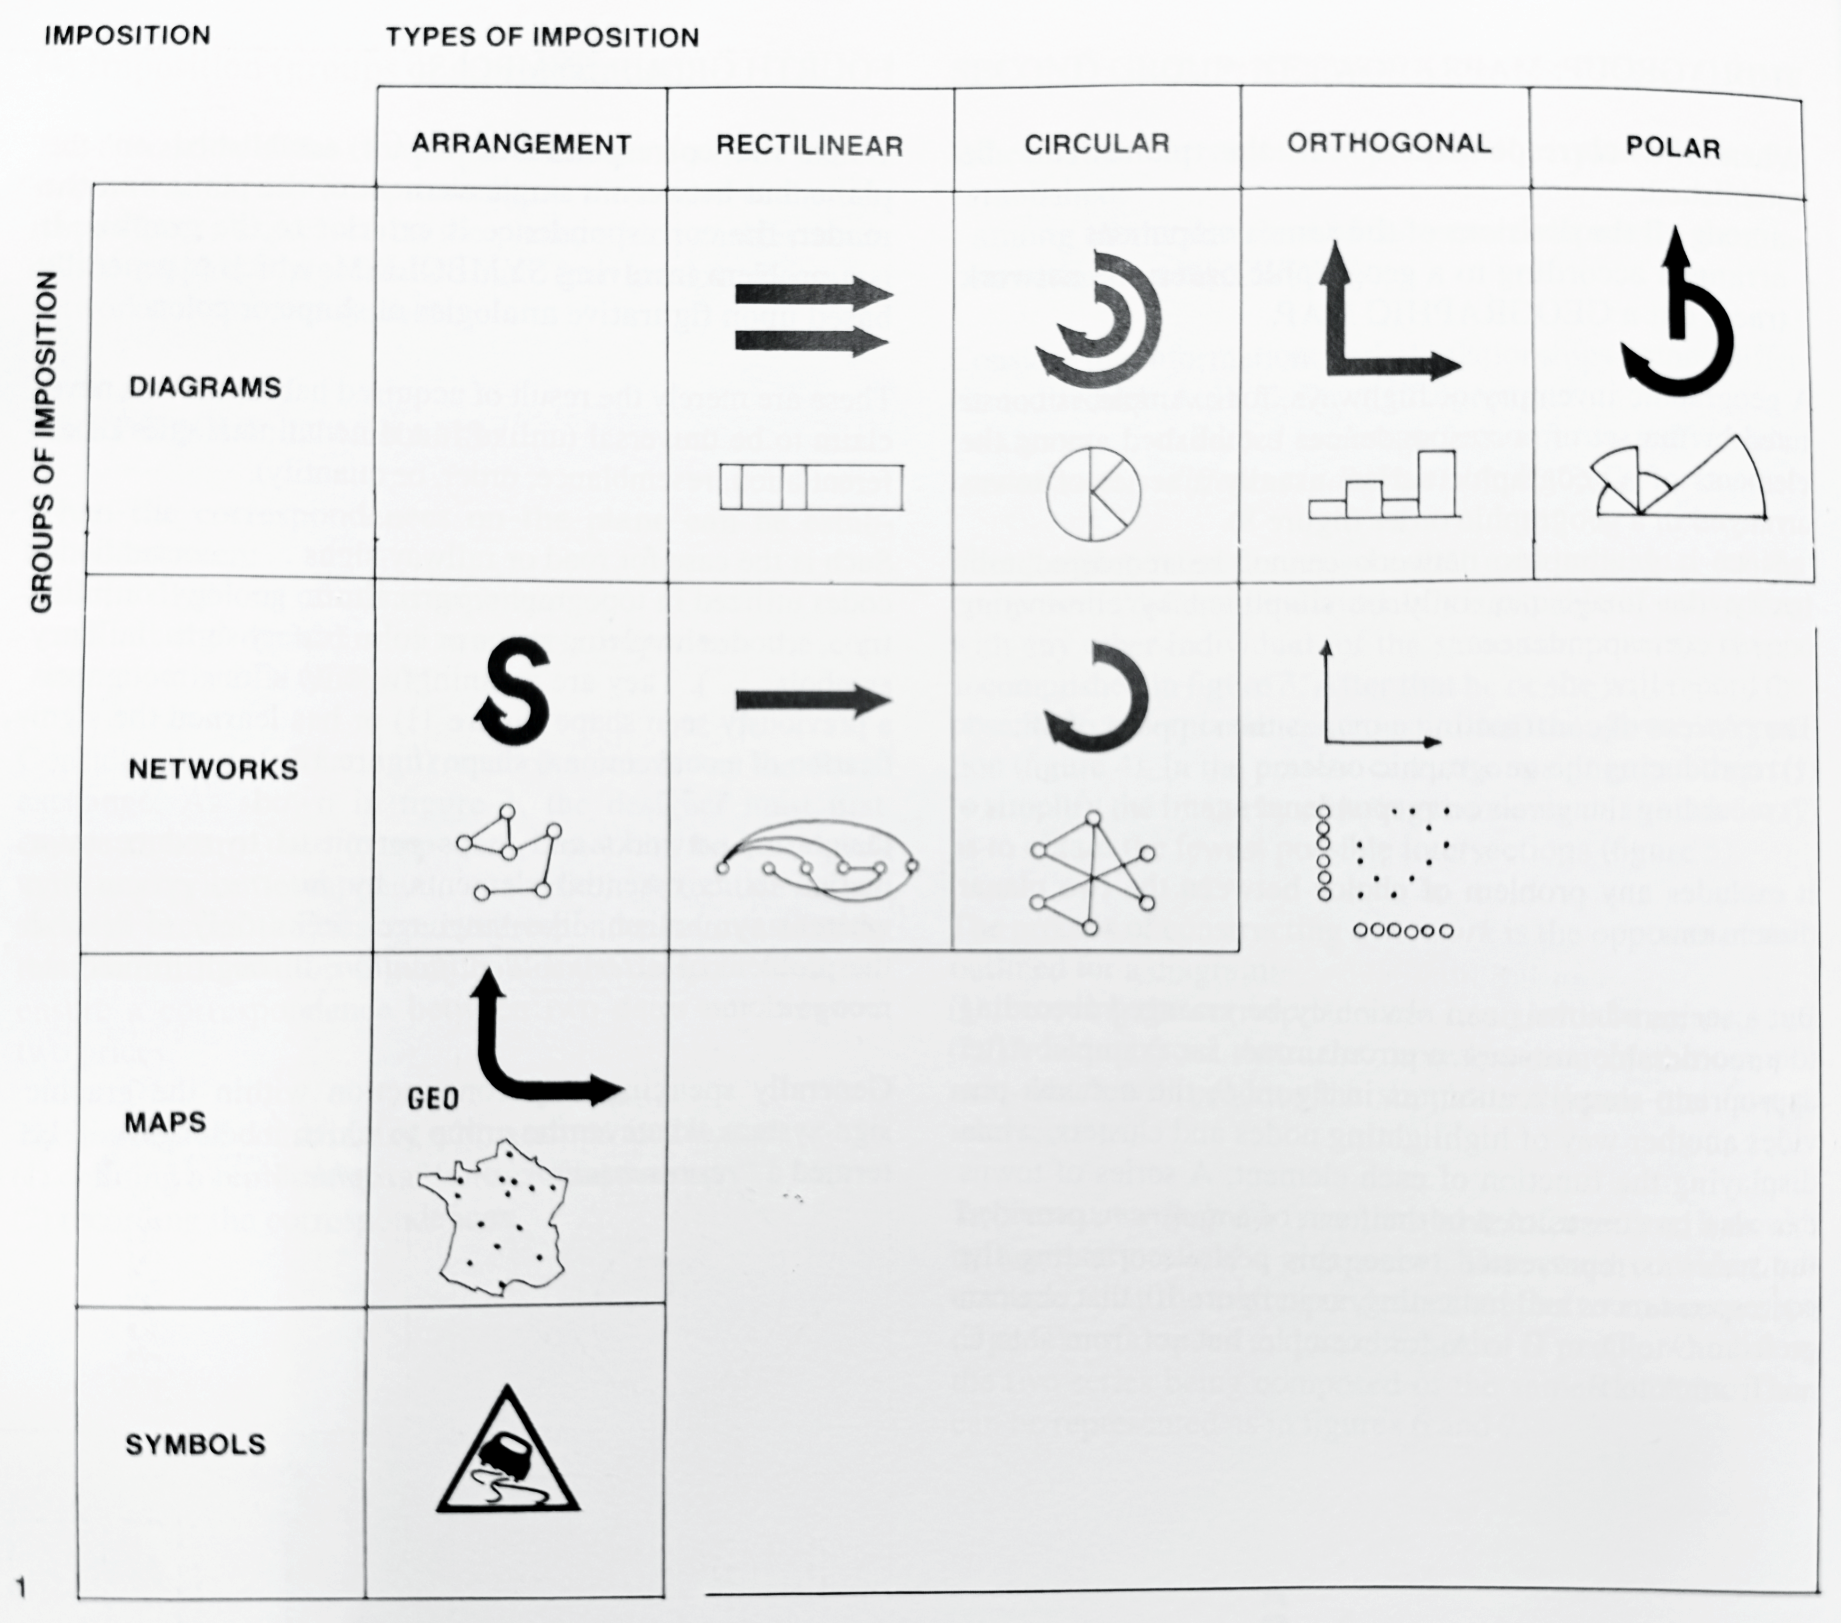 IMPOSITION
TYPES OF IMPOSITION
ARRANGEMENT
RECTILINEAR
CIRCULAR
ORTHOGONAL
POLAR
GROUPS OF IMPOSITION
DIAGRAMS
NETWORKS
MAPS
GEO
SYMBOLS
1